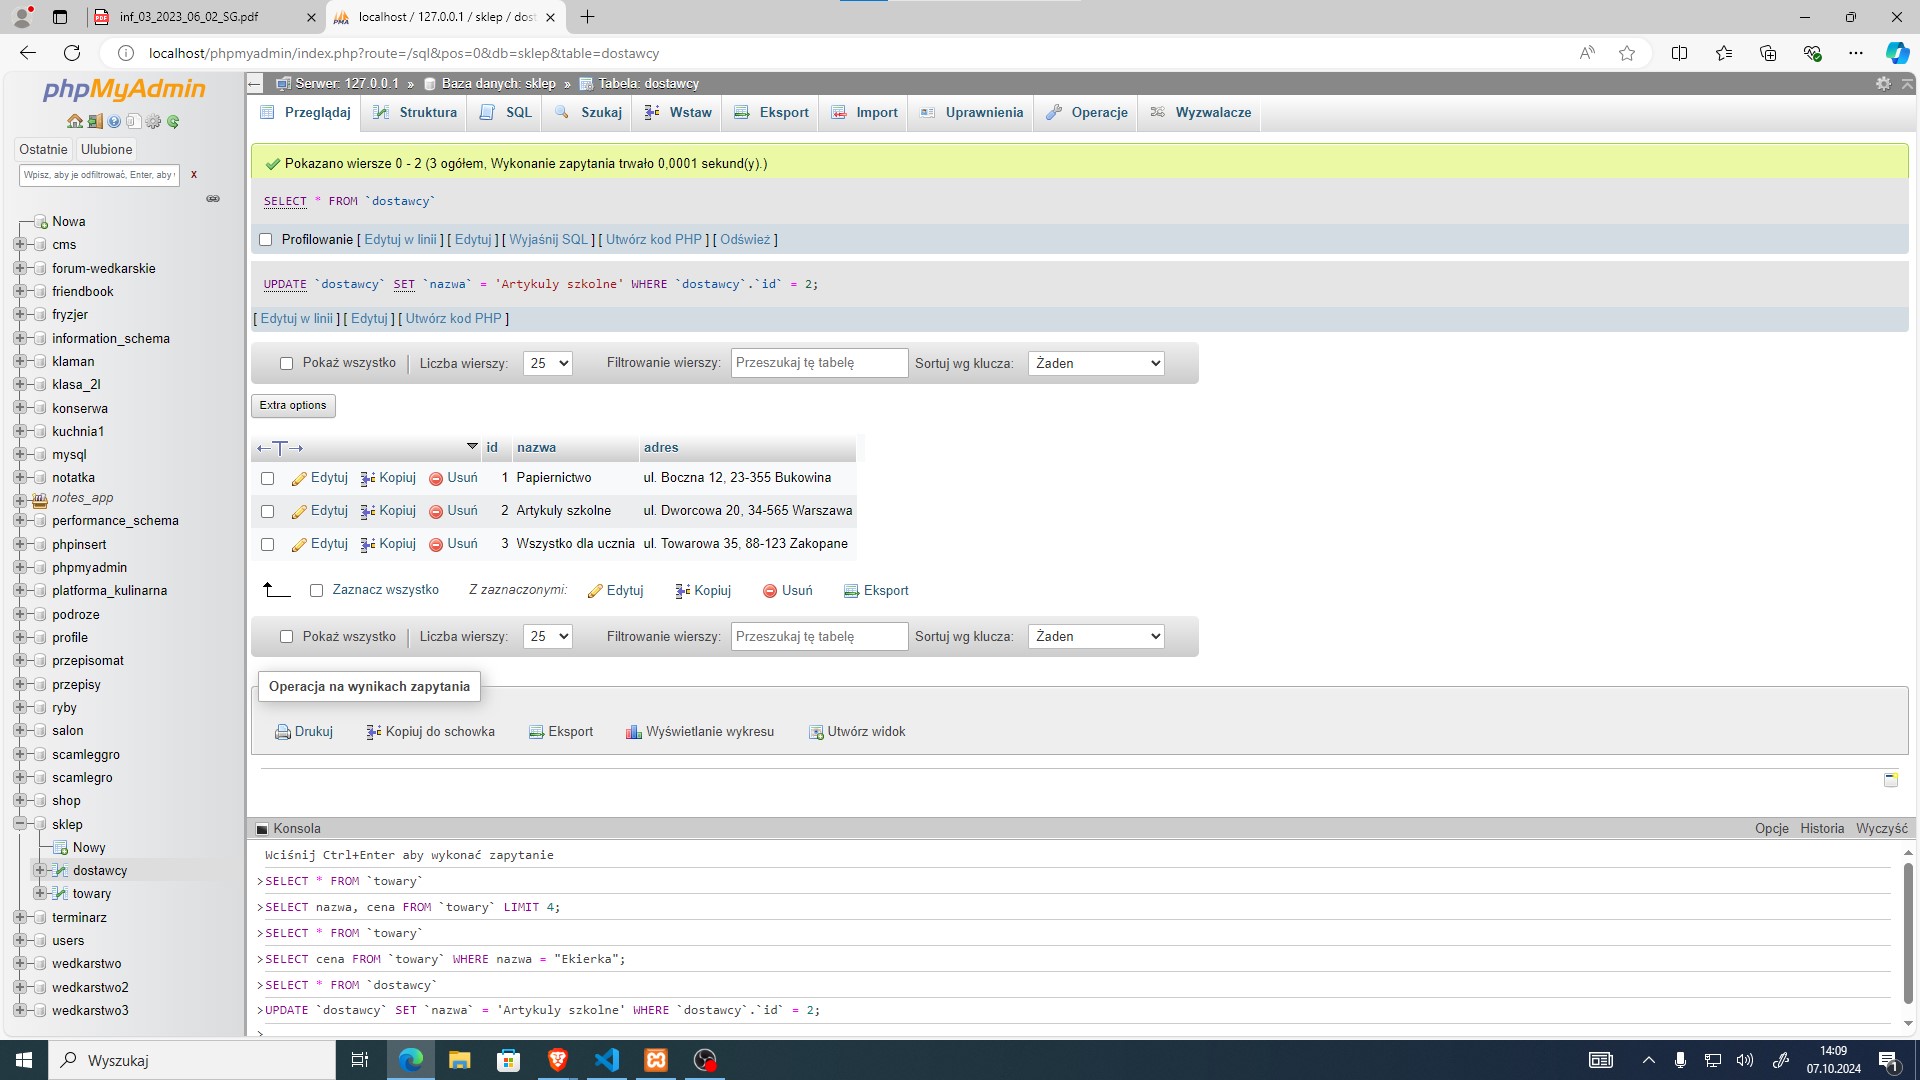 inf_03_2023_06_02_SG.pdf
localhost / 127.0.0.1 / sklep / dost
localhost/phpmyadmin/index.php?route=/sql&pos=0&db=sklep&table=dostawcy
phpMyAdmin
Ostatnie Ulubione
Wpisz, aby je odfiltrować, Enter, aby
x
Nowa
cms
forum-wedkarskie
friendbook
fryzjer
information_schema
klaman
klasa_2l
konserwa
kuchnia1
mysql
notatka
notes_app
performance_schema
phpinsert
phpmyadmin
platforma_kulinarna
podroze
profile
przepisomat
przepisy
ryby
salon
scamleggro
scamlegro
shop
sklep
Nowy
dostawcy
towary
terminarz
users
wedkarstwo
wedkarstwo2
wedkarstwo3
Serwer: 127.0.0.1 » Baza danych: sklep » Tabela: dostawcy
Przeglądaj Struktura SQL Szukaj Wstaw Eksport Import Uprawnienia Operacje Wyzwalacze
Pokazano wiersze 0 - 2 (3 ogółem, Wykonanie zapytania trwało 0,0001 sekund(y).)
SELECT * FROM `dostawcy`
Profilowanie [ Edytuj w linii ] [ Edytuj ] [ Wyjaśnij SQL ] [ Utwórz kod PHP ] [ Odśwież ]
UPDATE `dostawcy` SET `nazwa` = 'Artykuly szkolne' WHERE `dostawcy`.`id` = 2;
[ Edytuj w linii ] [ Edytuj ] [ Utwórz kod PHP ]
Pokaż wszystko Liczba wierszy: 25 Filtrowanie wierszy: Przeszukaj tę tabelę Sortuj wg klucza: Żaden
Extra options
id nazwa adres
Edytuj Kopiuj Usuń 1 Papiernictwo ul. Boczna 12, 23-355 Bukowina
Edytuj Kopiuj Usuń 2 Artykuly szkolne ul. Dworcowa 20, 34-565 Warszawa
Edytuj Kopiuj Usuń 3 Wszystko dla ucznia ul. Towarowa 35, 88-123 Zakopane
Zaznacz wszystko Z zaznaczonymi: Edytuj Kopiuj Usuń Eksport
Pokaż wszystko Liczba wierszy: 25 Filtrowanie wierszy: Przeszukaj tę tabelę Sortuj wg klucza: Żaden
Operacja na wynikach zapytania
Drukuj Kopiuj do schowka Eksport Wyświetlanie wykresu Utwórz widok
Konsola Opcje Historia Wyczyść
Wciśnij Ctrl+Enter aby wykonać zapytanie
>SELECT * FROM `towary`
>SELECT nazwa, cena FROM `towary` LIMIT 4;
>SELECT * FROM `towary`
>SELECT cena FROM `towary` WHERE nazwa = "Ekierka";
>SELECT * FROM `dostawcy`
>UPDATE `dostawcy` SET `nazwa` = 'Artykuly szkolne' WHERE `dostawcy`.`id` = 2;
>
Wyszukaj
14:09
07.10.2024
1